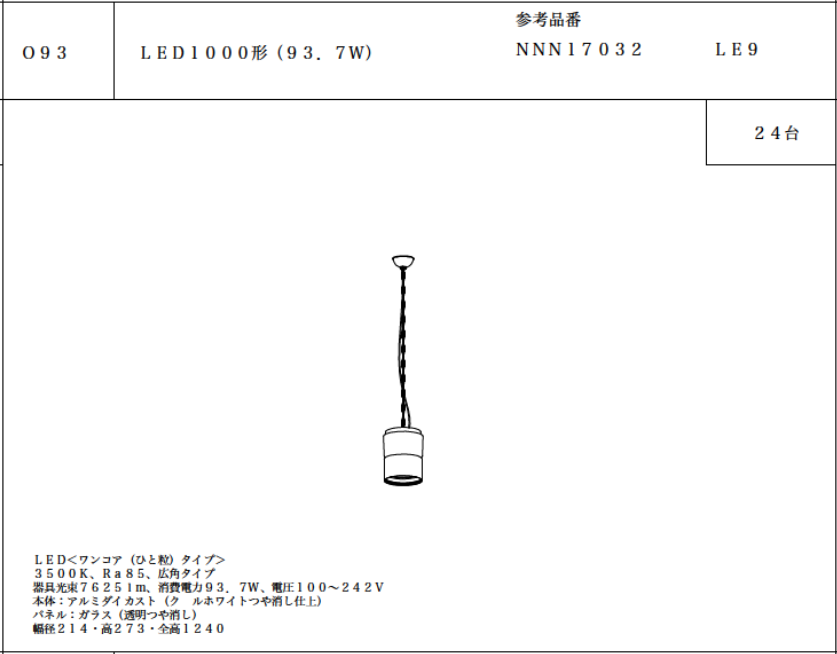 O93
LED1000形(93.7W)
参考品番
NNN17032 LE9
24台
LED<ワンコア(ひと粒)タイプ>
3500K、Ra85、広角タイプ
器具光束7625lm、消費電力93.7W、電圧100〜242V
本体:アルミダイカスト(ク ルホワイトつや消し仕上)
パネル:ガラス(透明つや消し)
幅径214・高273・全高1240